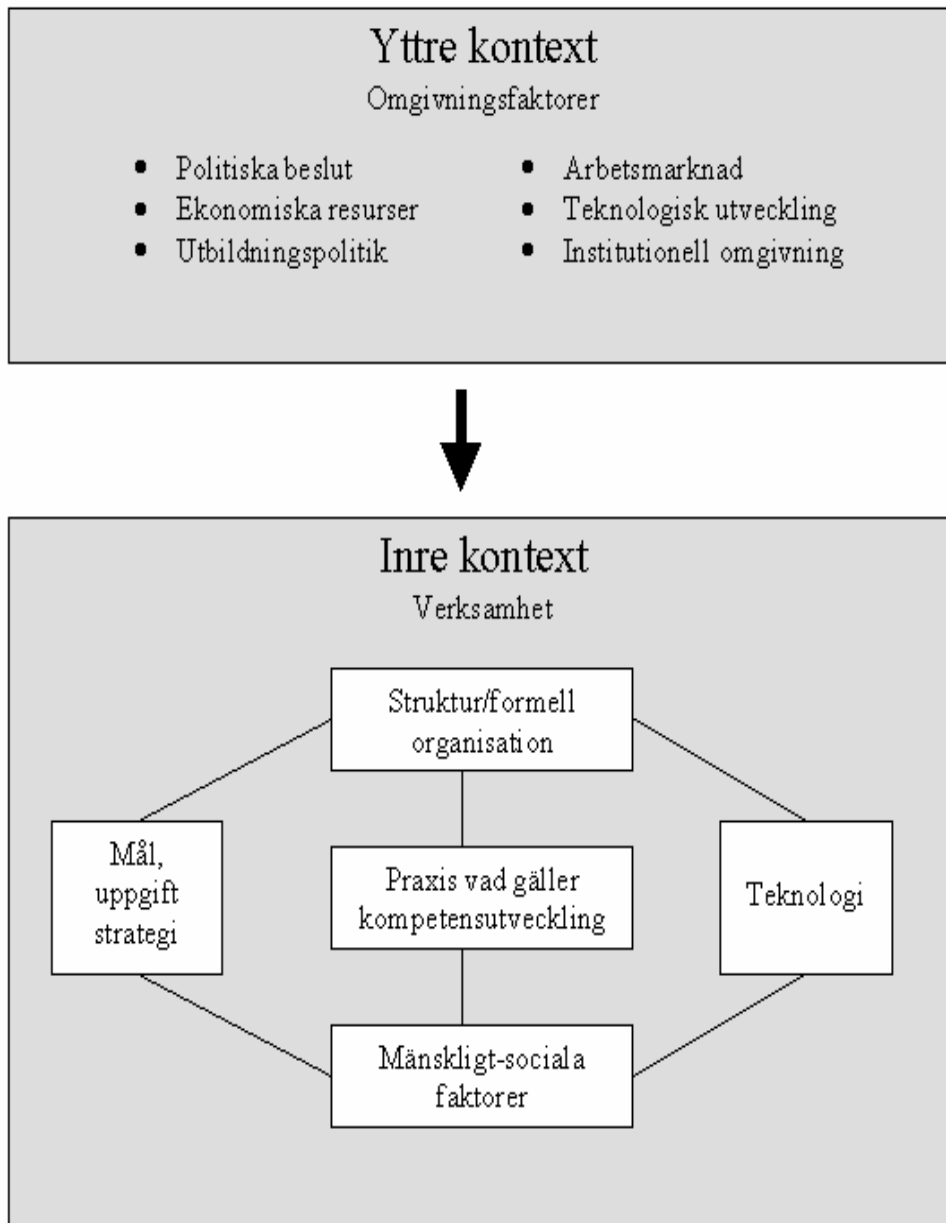 Yttre kontext
Omgivningsfaktorer
• Politiska beslut
• Ekonomiska resurser
• Utbildningspolitik
• Arbetsmarknad
• Teknologisk utveckling
• Institutionell omgivning
Inre kontext
Verksamhet
Struktur/formell
organisation
Mål,
uppgift
strategi
Praxis vad gäller
kompetensutveckling
Teknologi
Mänskligt-sociala
faktorer